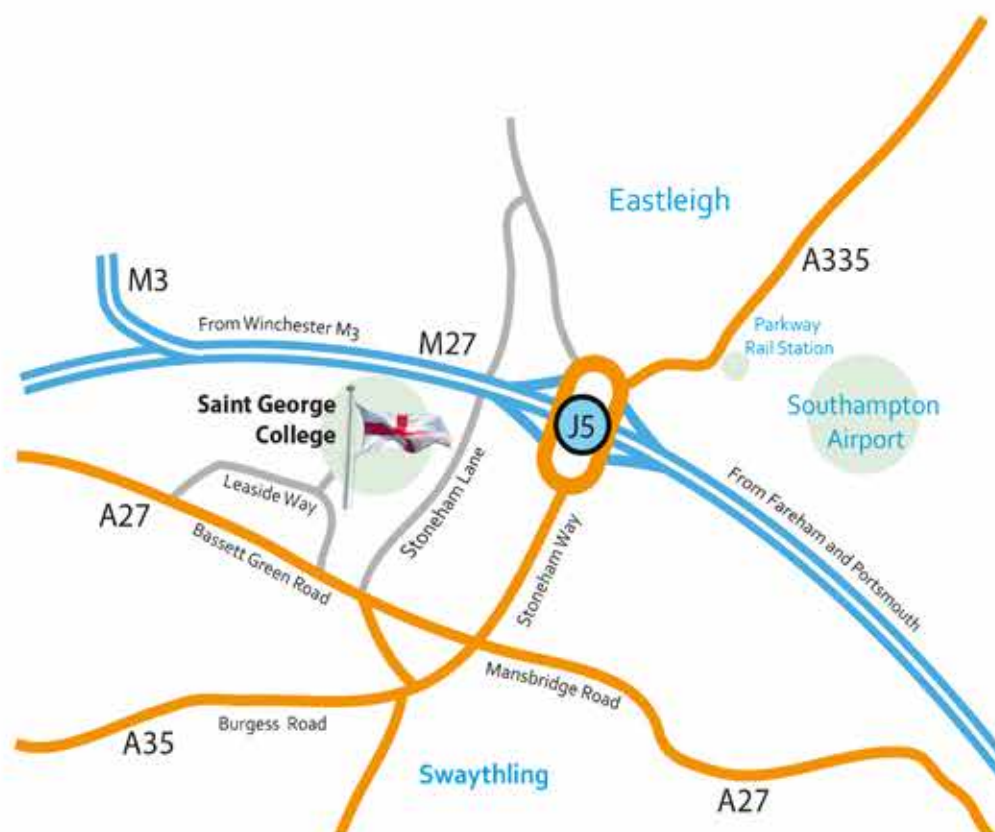 Eastleigh
A335
M3
From Winchester M3
M27
Parkway
Rail Station
Saint George
College
J5
Southampton
Airport
Leaside Way
Stoneham Lane
A27
Bassett Green Road
Stoneham Way
From Fareham and Portsmouth
Mansbridge Road
Burgess Road
A35
Swaythling
A27